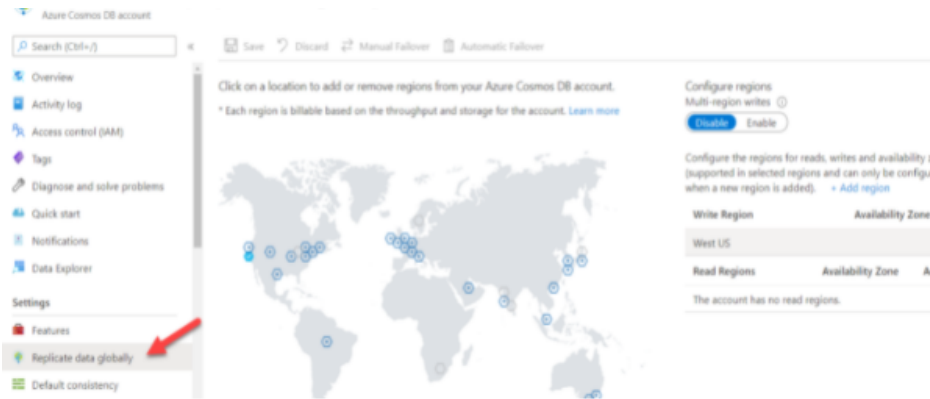 Azure Cosmos DB account
Search (Ctrl+/)
«
Save
Discard
Manual Failover
Automatic Failover
Overview
Activity log
Access control (IAM)
Tags
Diagnose and solve problems
Quick start
Notifications
Data Explorer
Settings
Features
Replicate data globally
Default consistency
Click on a location to add or remove regions from your Azure Cosmos DB account.
* Each region is billable based on the throughput and storage for the account. Learn more
Configure regions
Multi-region writes
Disable Enable
Configure the regions for reads, writes and availability
(supported in selected regions and can only be configu
when a new region is added). + Add region
Write Region Availability Zone
West US
Read Regions Availability Zone A
The account has no read regions.